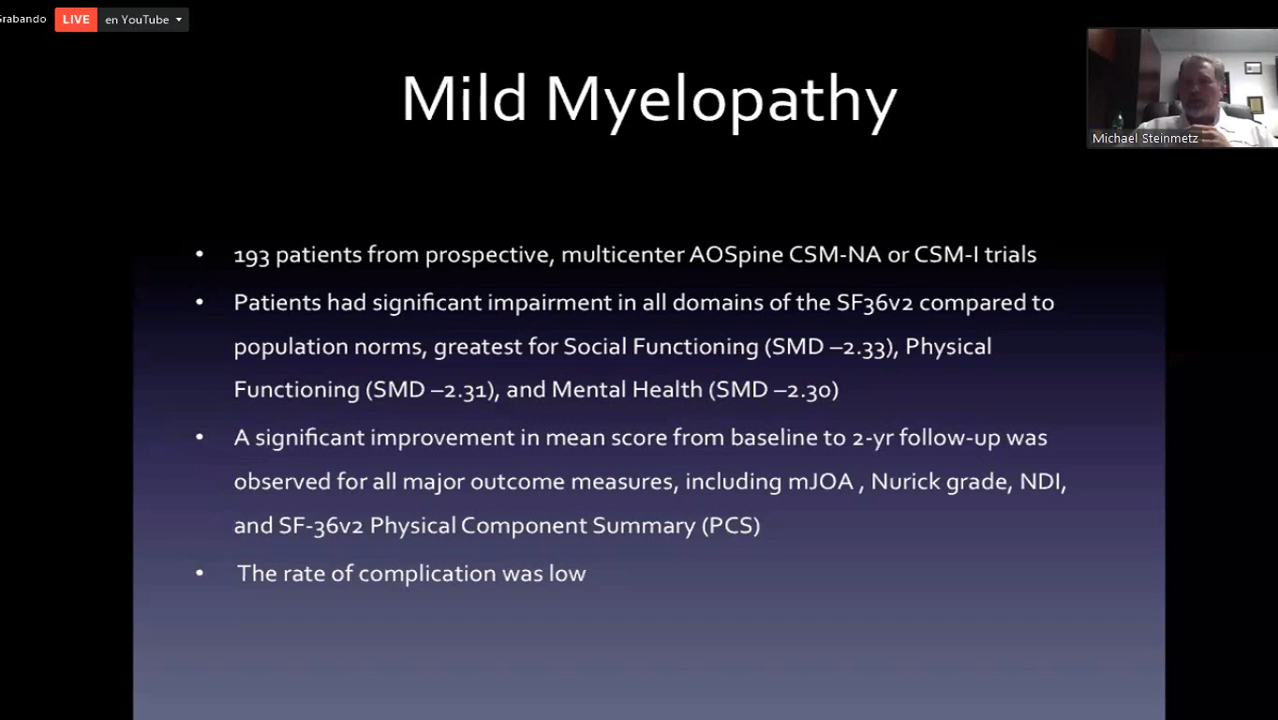 Grabando
LIVE
en YouTube
Mild Myelopathy
Michael Steinmetz
• 193 patients from prospective, multicenter AOSpine CSM-NA or CSM-I trials
• Patients had significant impairment in all domains of the SF36v2 compared to
population norms, greatest for Social Functioning (SMD –2.33), Physical
Functioning (SMD –2.31), and Mental Health (SMD –2.30)
• A significant improvement in mean score from baseline to 2-yr follow-up was
observed for all major outcome measures, including mJOA , Nurick grade, NDI,
and SF-36v2 Physical Component Summary (PCS)
• The rate of complication was low